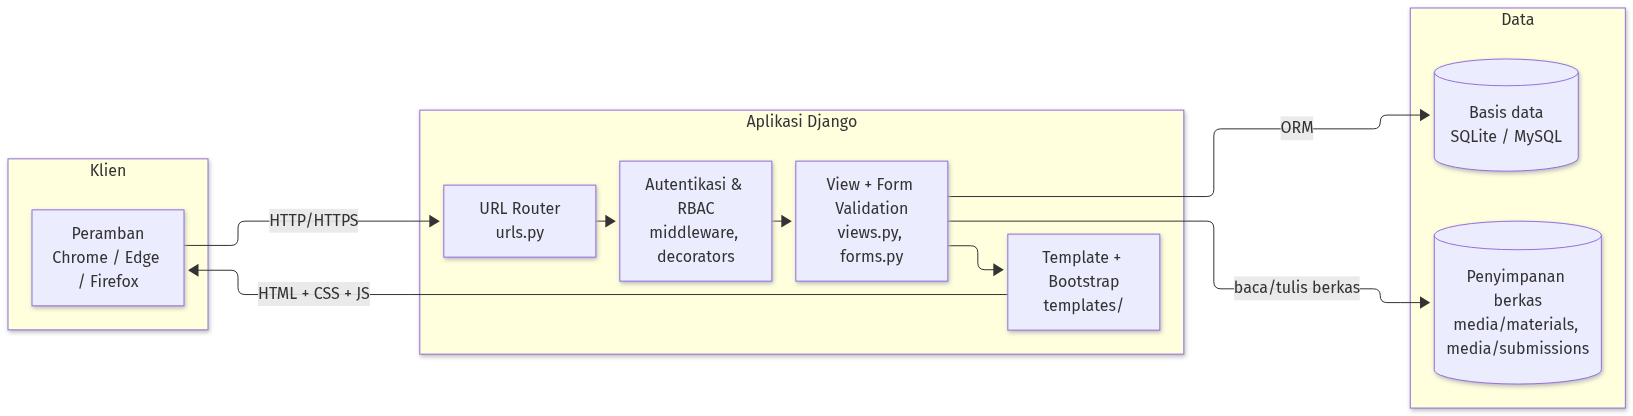 Klien
Peramban
Chrome / Edge
/ Firefox
HTTP/HTTPS
HTML + CSS + JS
Aplikasi Django
URL Router
urls.py
Autentikasi &
RBAC
middleware,
decorators
View + Form
Validation
views.py,
forms.py
Template +
Bootstrap
templates/
ORM
baca/tulis berkas
Data
Basis data
SQLite / MySQL
Penyimpanan
berkas
media/materials,
media/submissions